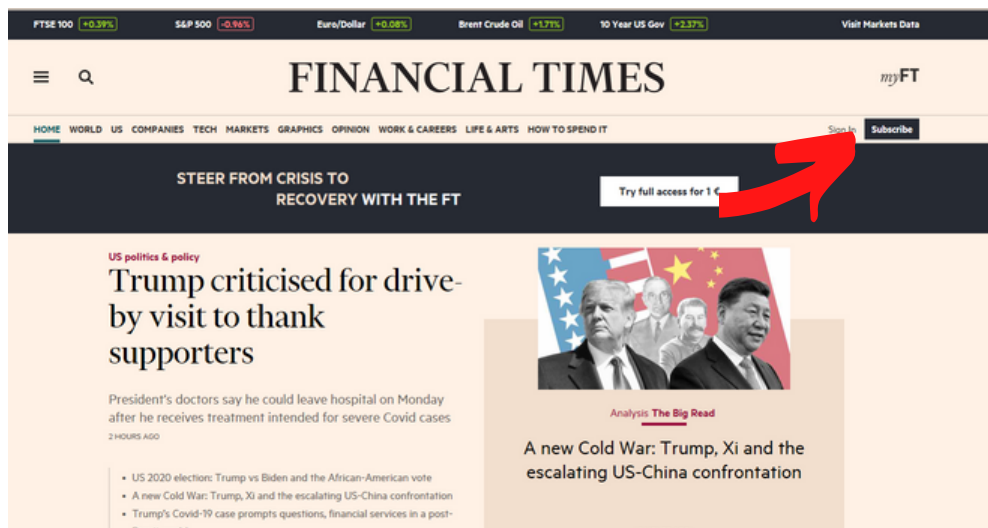 FTSE 100 +0.39% S&P 500 -0.96% Euro/Dollar +0.08% Brent Crude Oil +1.71% 10 Year US Gov +2.37% Visit Markets Data
FINANCIAL TIMES
myFT
HOME WORLD US COMPANIES TECH MARKETS GRAPHICS OPINION WORK & CAREERS LIFE & ARTS HOW TO SPEND IT
Sign In Subscribe
STEER FROM CRISIS TO
RECOVERY WITH THE FT
Try full access for 1 €
US politics & policy
Trump criticised for drive-
by visit to thank
supporters
President's doctors say he could leave hospital on Monday
after he receives treatment intended for severe Covid cases
2 HOURS AGO
• US 2020 election: Trump vs Biden and the African-American vote
• A new Cold War: Trump, Xi and the escalating US-China confrontation
• Trump's Covid-19 case prompts questions, financial services in a post-
Analysis The Big Read
A new Cold War: Trump, Xi and the
escalating US-China confrontation